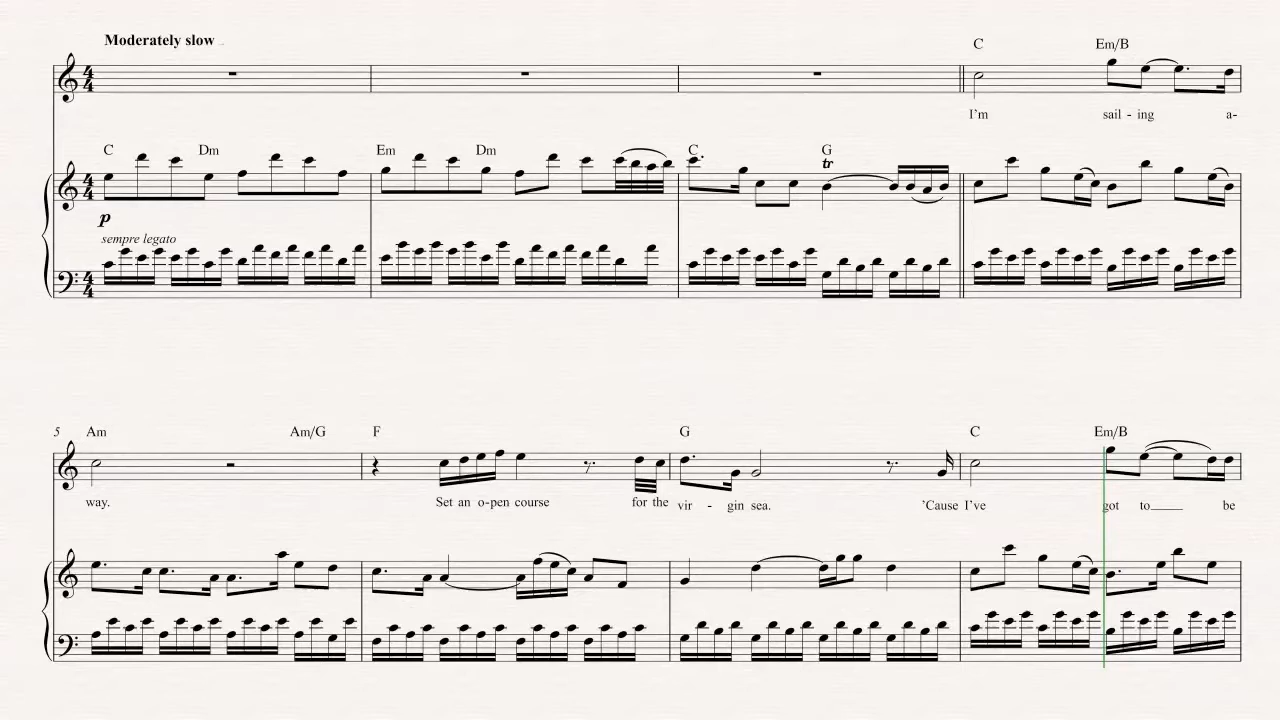 Moderately slow
C Em/B
I'm sail - ing a-
C Dm Em Dm C G
tr
p
sempre legato
5 Am Am/G F G C Em/B
way. Set an o-pen course for the vir - gin sea. 'Cause I've got to be